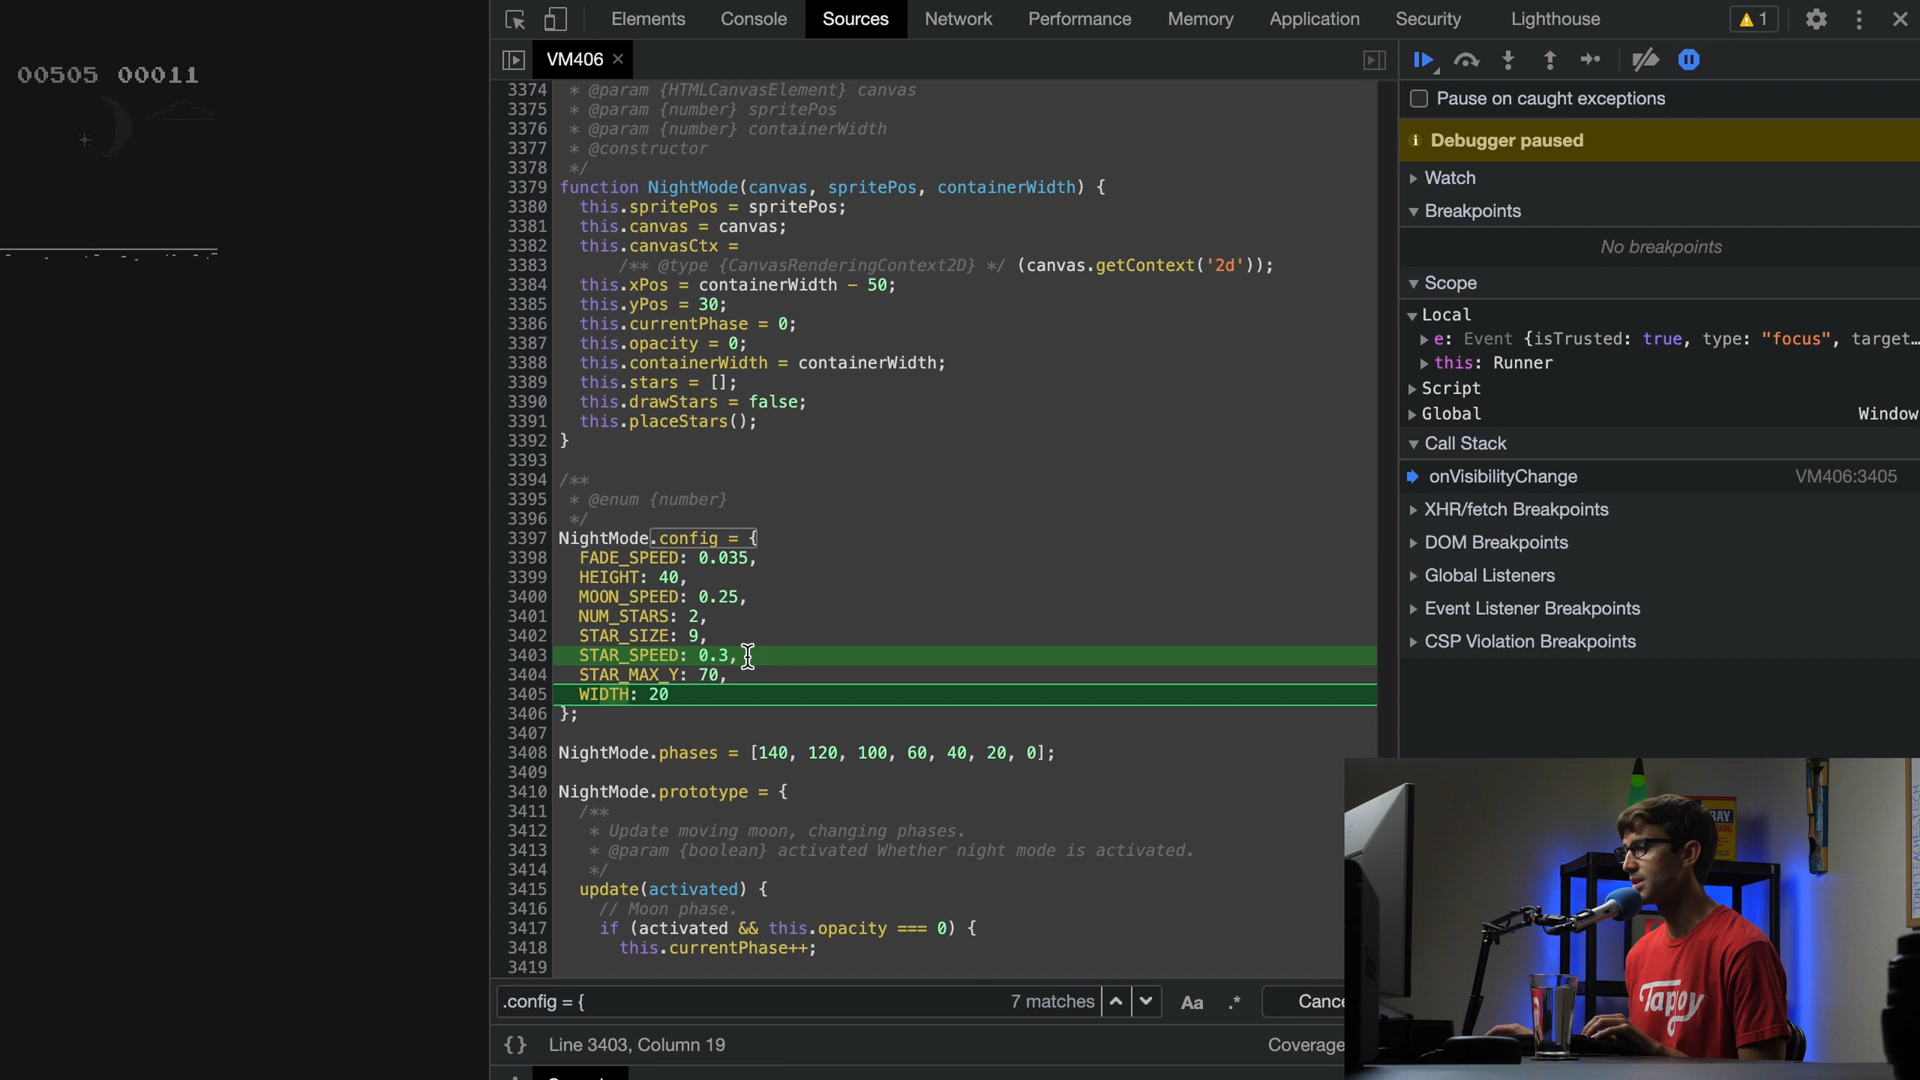 Elements Console Sources Network Performance Memory Application Security Lighthouse 1
VM406
00505 00011
3374 * @param {HTMLCanvasElement} canvas
3375 * @param {number} spritePos
3376 * @param {number} containerWidth
3377 * @constructor
3378 */
3379 function NightMode(canvas, spritePos, containerWidth) {
3380 this.spritePos = spritePos;
3381 this.canvas = canvas;
3382 this.canvasCtx =
3383 /** @type {CanvasRenderingContext2D} */ (canvas.getContext('2d'));
3384 this.xPos = containerWidth - 50;
3385 this.yPos = 30;
3386 this.currentPhase = 0;
3387 this.opacity = 0;
3388 this.containerWidth = containerWidth;
3389 this.stars = [];
3390 this.drawStars = false;
3391 this.placeStars();
3392 }
3393
3394 /**
3395 * @enum {number}
3396 */
3397 NightMode.config = {
3398 FADE_SPEED: 0.035,
3399 HEIGHT: 40,
3400 MOON_SPEED: 0.25,
3401 NUM_STARS: 2,
3402 STAR_SIZE: 9,
3403 STAR_SPEED: 0.3,
3404 STAR_MAX_Y: 70,
3405 WIDTH: 20
3406 };
3407
3408 NightMode.phases = [140, 120, 100, 60, 40, 20, 0];
3409
3410 NightMode.prototype = {
3411 /**
3412 * Update moving moon, changing phases.
3413 * @param {boolean} activated Whether night mode is activated.
3414 */
3415 update(activated) {
3416 // Moon phase.
3417 if (activated && this.opacity === 0) {
3418 this.currentPhase++;
3419
.config = { 7 matches Aa .*
{} Line 3403, Column 19 Coverage
Pause on caught exceptions
Debugger paused
Watch
Breakpoints
No breakpoints
Scope
Local
e: Event {isTrusted: true, type: "focus", target…
this: Runner
Script
Global Window
Call Stack
onVisibilityChange VM406:3405
XHR/fetch Breakpoints
DOM Breakpoints
Global Listeners
Event Listener Breakpoints
CSP Violation Breakpoints